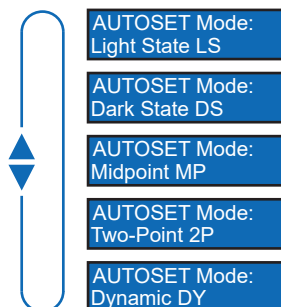 AUTOSET Mode:
Light State LS
AUTOSET Mode:
Dark State DS
AUTOSET Mode:
Midpoint MP
AUTOSET Mode:
Two-Point 2P
AUTOSET Mode:
Dynamic DY